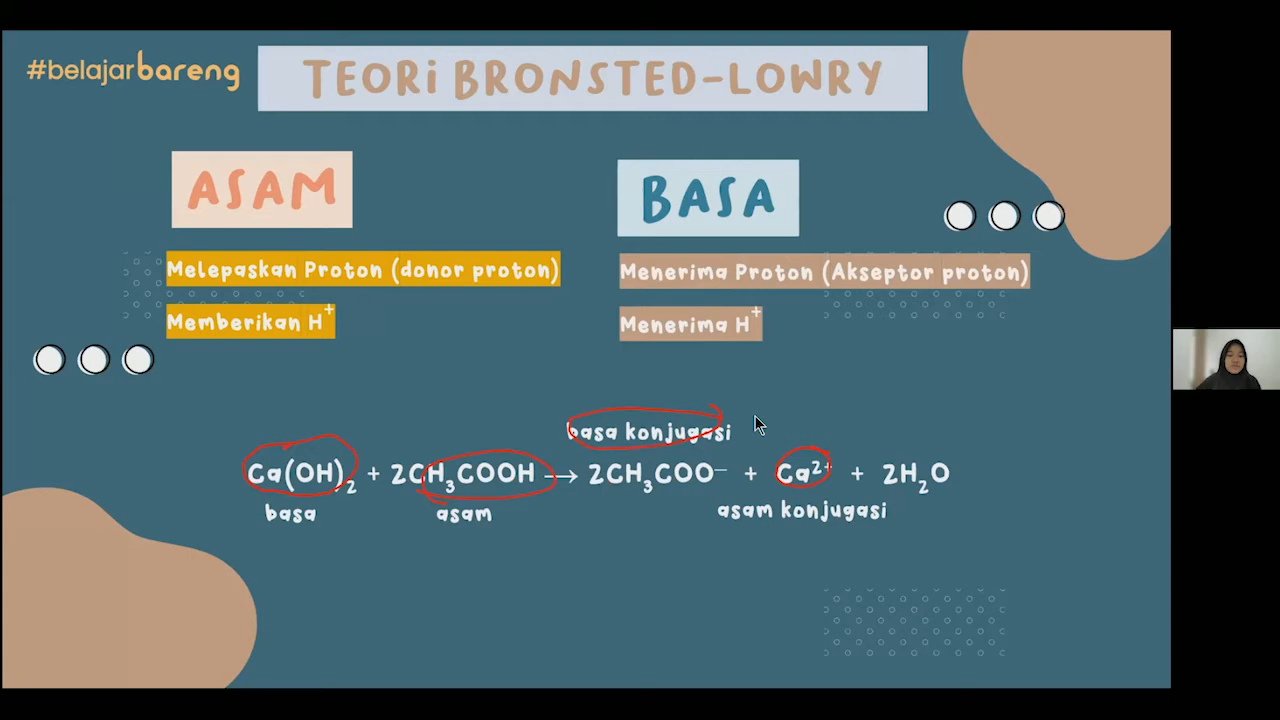 #belajarbareng
TEORI BRONSTED-LOWRY
ASAM
Melepaskan Proton (donor proton)
Memberikan H⁺
BASA
Menerima Proton (Akseptor proton)
Menerima H⁺
basa konjugasi
Ca(OH)₂ + 2CH₃COOH → 2CH₃COO⁻ + Ca²⁺ + 2H₂O
basa asam asam konjugasi